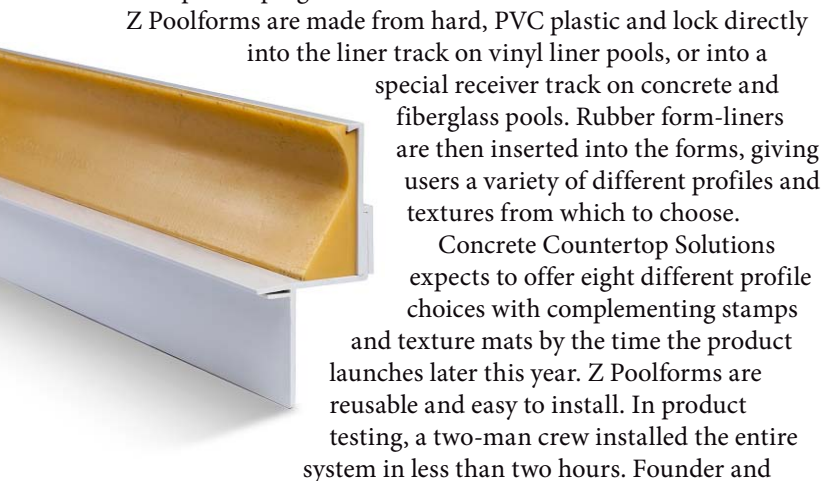 Z Poolforms are made from hard, PVC plastic and lock directly
into the liner track on vinyl liner pools, or into a
special receiver track on concrete and
fiberglass pools. Rubber form-liners
are then inserted into the forms, giving
users a variety of different profiles and
textures from which to choose.
Concrete Countertop Solutions
expects to offer eight different profile
choices with complementing stamps
and texture mats by the time the product
launches later this year. Z Poolforms are
reusable and easy to install. In product
testing, a two-man crew installed the entire
system in less than two hours. Founder and